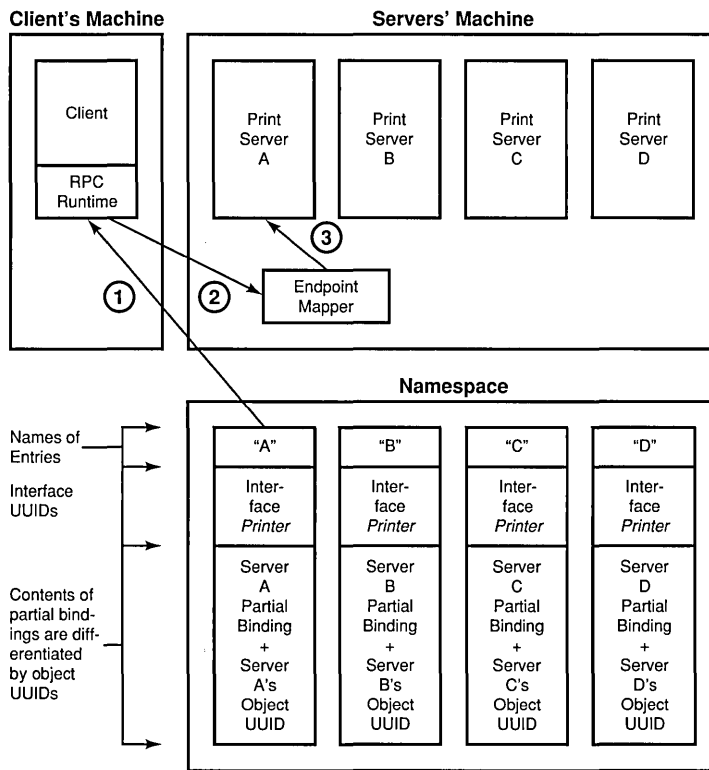 Client's Machine
Servers' Machine
Client
RPC
Runtime
Print
Server
A
Print
Server
B
Print
Server
C
Print
Server
D
Endpoint
Mapper
1
2
3
Namespace
Names of
Entries
Interface
UUIDs
Contents of
partial bind-
ings are dif-
ferentiated
by object
UUIDs
“A”
Inter-
face
Printer
Server
A
Partial
Binding
+
Server
A's
Object
UUID
“B”
Inter-
face
Printer
Server
B
Partial
Binding
+
Server
B's
Object
UUID
“C”
Inter-
face
Printer
Server
C
Partial
Binding
+
Server
C's
Object
UUID
“D”
Inter-
face
Printer
Server
D
Partial
Binding
+
Server
D's
Object
UUID